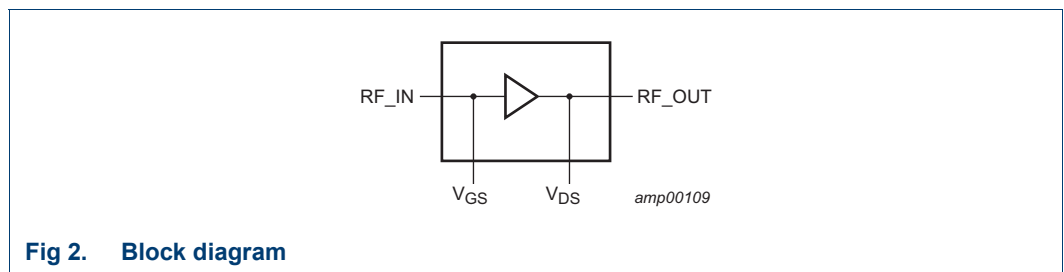 RF_IN
RF_OUT
VGS
VDS
amp00109
Fig 2. Block diagram